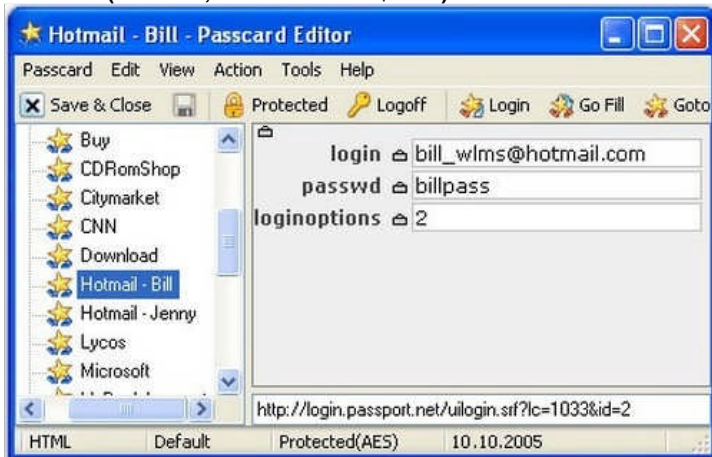 Hotmail - Bill - Passcard Editor
Passcard Edit View Action Tools Help
Save & Close Protected Logoff Login Go Fill Goto
Buy
CDRomShop
Citymarket
CNN
Download
Hotmail - Bill
Hotmail - Jenny
Lycos
Microsoft
login bill_wlms@hotmail.com
passwd billpass
loginoptions 2
http://login.passport.net/uilogin.srf?lc=1033&id=2
HTML Default Protected(AES) 10.10.2005